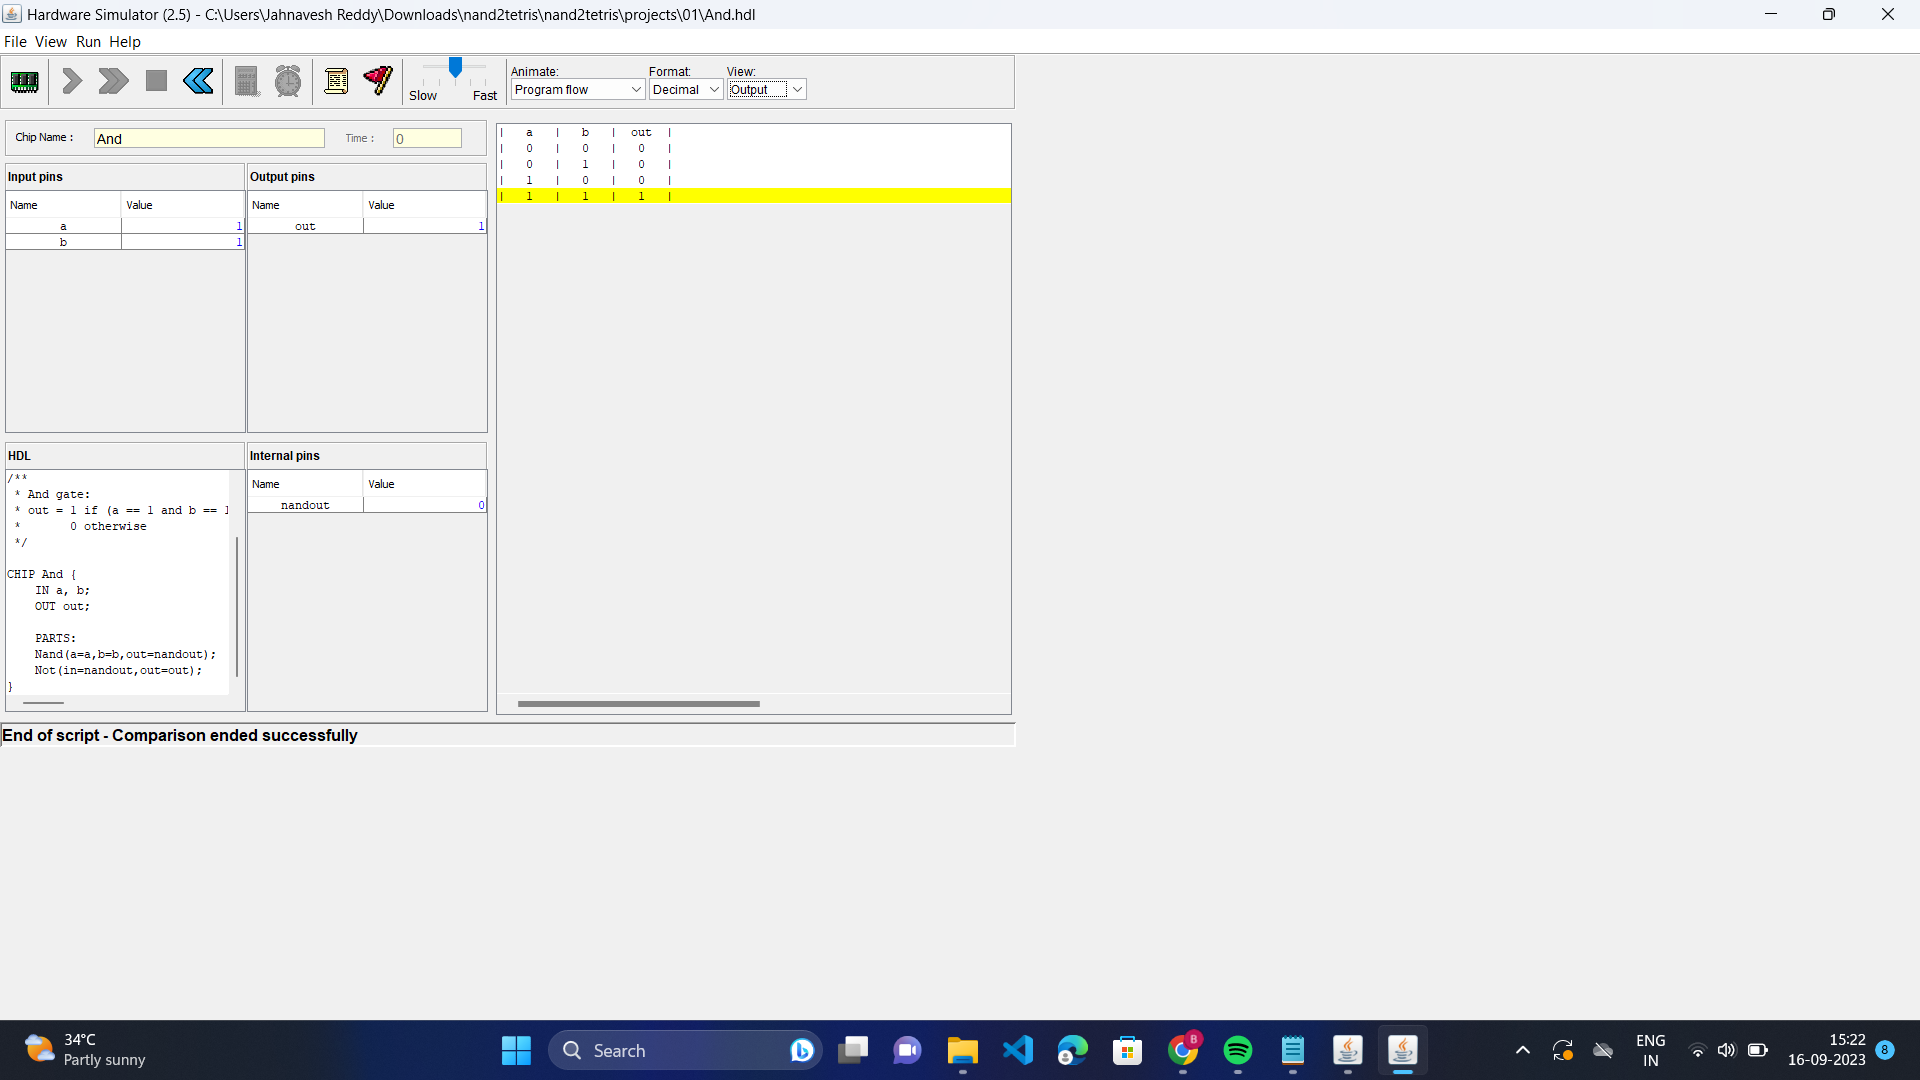 Hardware Simulator (2.5) - C:\Users\Jahnavesh Reddy\Downloads\nand2tetris\nand2tetris\projects\01\And.hdl
File View Run Help
Slow Fast
Animate: Format: View:
Program flow Decimal Output
Chip Name : And Time : 0
Input pins
Name Value
a 1
b 1
Output pins
Name Value
out 1
| a | b | out |
| 0 | 0 | 0 |
| 0 | 1 | 0 |
| 1 | 0 | 0 |
| 1 | 1 | 1 |
HDL
/**
* And gate:
* out = 1 if (a == 1 and b == 1
* 0 otherwise
*/
CHIP And {
IN a, b;
OUT out;
PARTS:
Nand(a=a,b=b,out=nandout);
Not(in=nandout,out=out);
}
Internal pins
Name Value
nandout 0
End of script - Comparison ended successfully
34°C
Partly sunny
Search
B
ENG
IN
15:22
16-09-2023
8